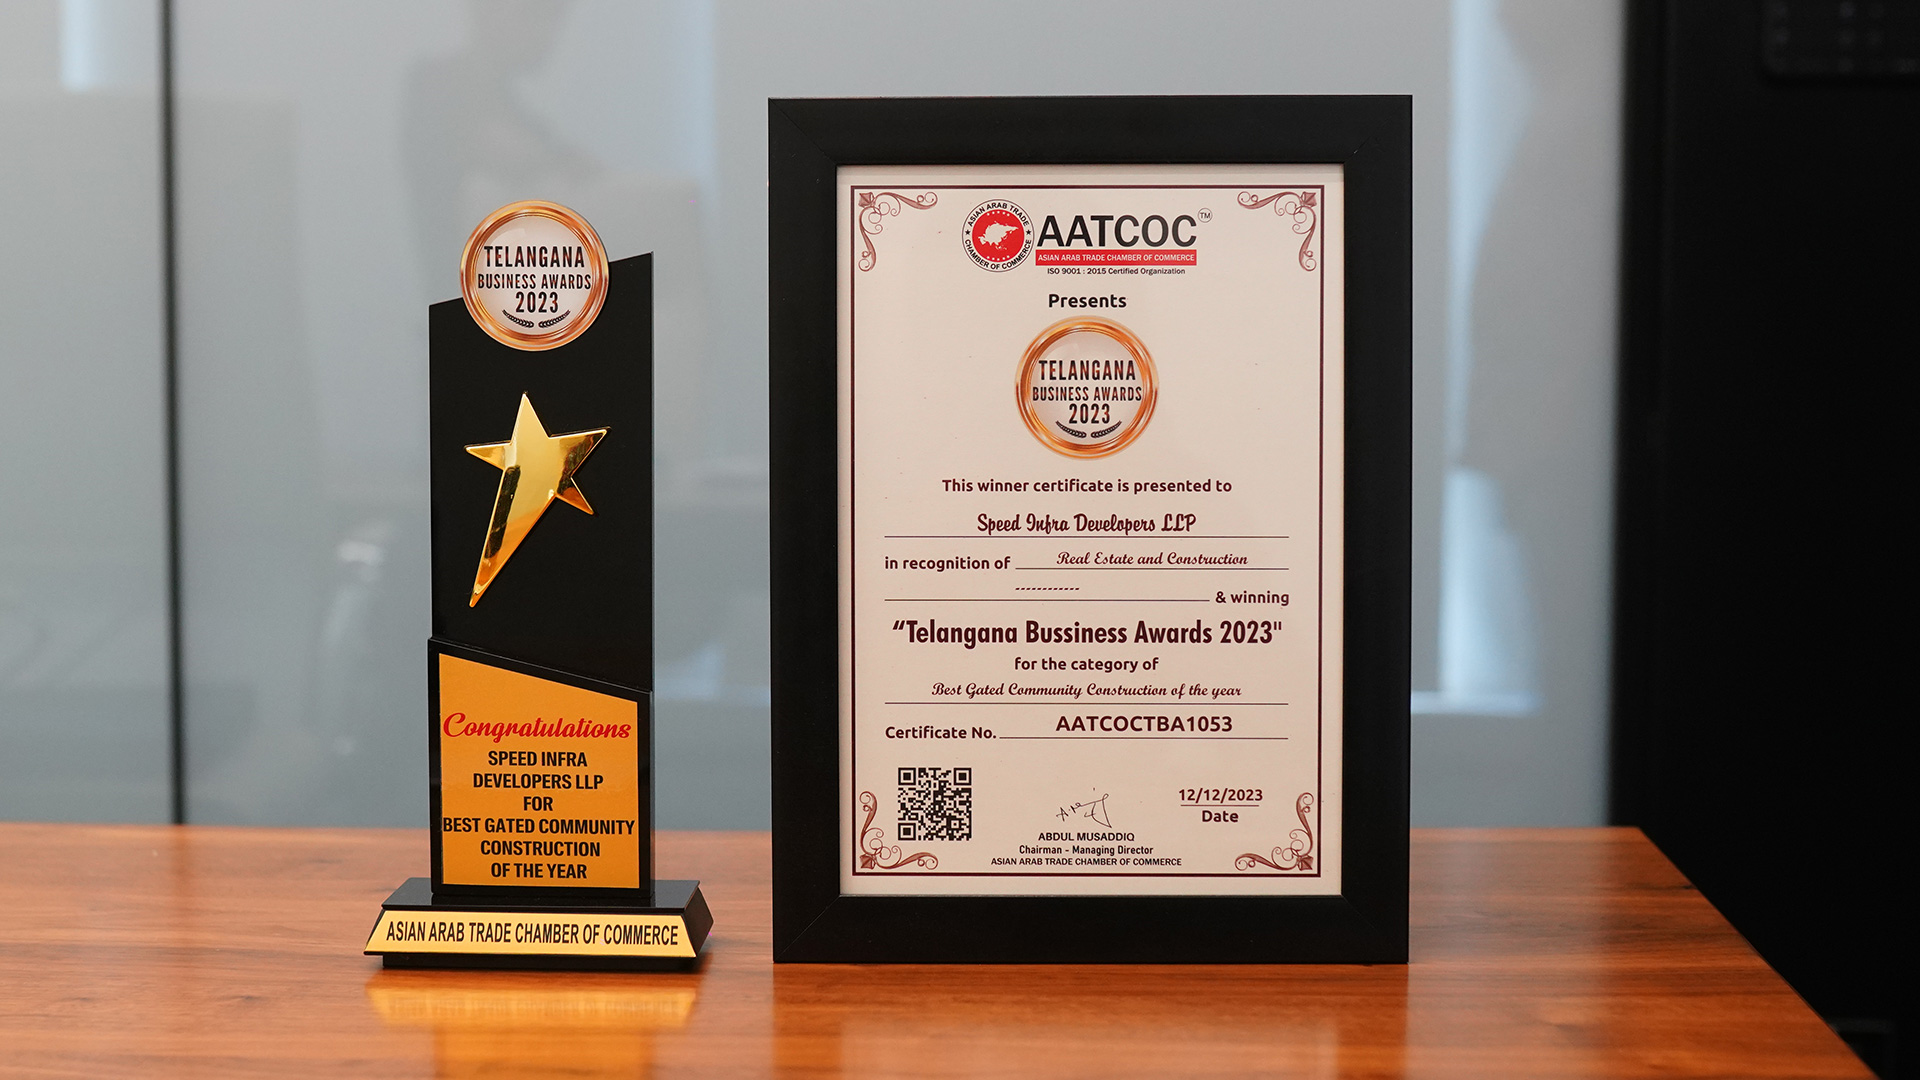 TELANGANA
BUSINESS AWARDS
2023
Congratulations
SPEED INFRA
DEVELOPERS LLP
FOR
BEST GATED COMMUNITY
CONSTRUCTION
OF THE YEAR
ASIAN ARAB TRADE CHAMBER OF COMMERCE
ASIAN ARAB TRADE
CHAMBER OF COMMERCE
AATCOC™
ASIAN ARAB TRADE CHAMBER OF COMMERCE
ISO 9001 : 2015 Certified Organization
Presents
TELANGANA
BUSINESS AWARDS
2023
This winner certificate is presented to
Speed Infra Developers LLP
in recognition of Real Estate and Construction
------------ & winning
“Telangana Bussiness Awards 2023"
for the category of
Best Gated Community Construction of the year
Certificate No. AATCOCTBA1053
12/12/2023
Date
ABDUL MUSADDIQ
Chairman - Managing Director
ASIAN ARAB TRADE CHAMBER OF COMMERCE